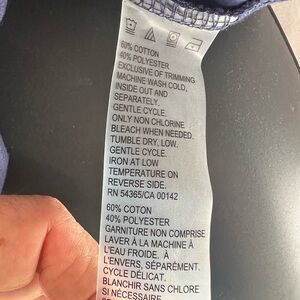 60% COTTON
40% POLYESTER
EXCLUSIVE OF TRIMMING
MACHINE WASH COLD,
INSIDE OUT AND
SEPARATELY.
GENTLE CYCLE.
ONLY NON CHLORINE
BLEACH WHEN NEEDED.
TUMBLE DRY, LOW.
GENTLE CYCLE.
IRON AT LOW
TEMPERATURE ON
REVERSE SIDE.
RN 54365/CA 00142
60% COTON
40% POLYESTER
GARNITURE NON COMPRISE
LAVER À LA MACHINE À
L'EAU FROIDE, À
L'ENVERS, SÉPARÉMENT.
CYCLE DÉLICAT.
BLANCHIR SANS CHLORE
SI NÉCESSAIRE.